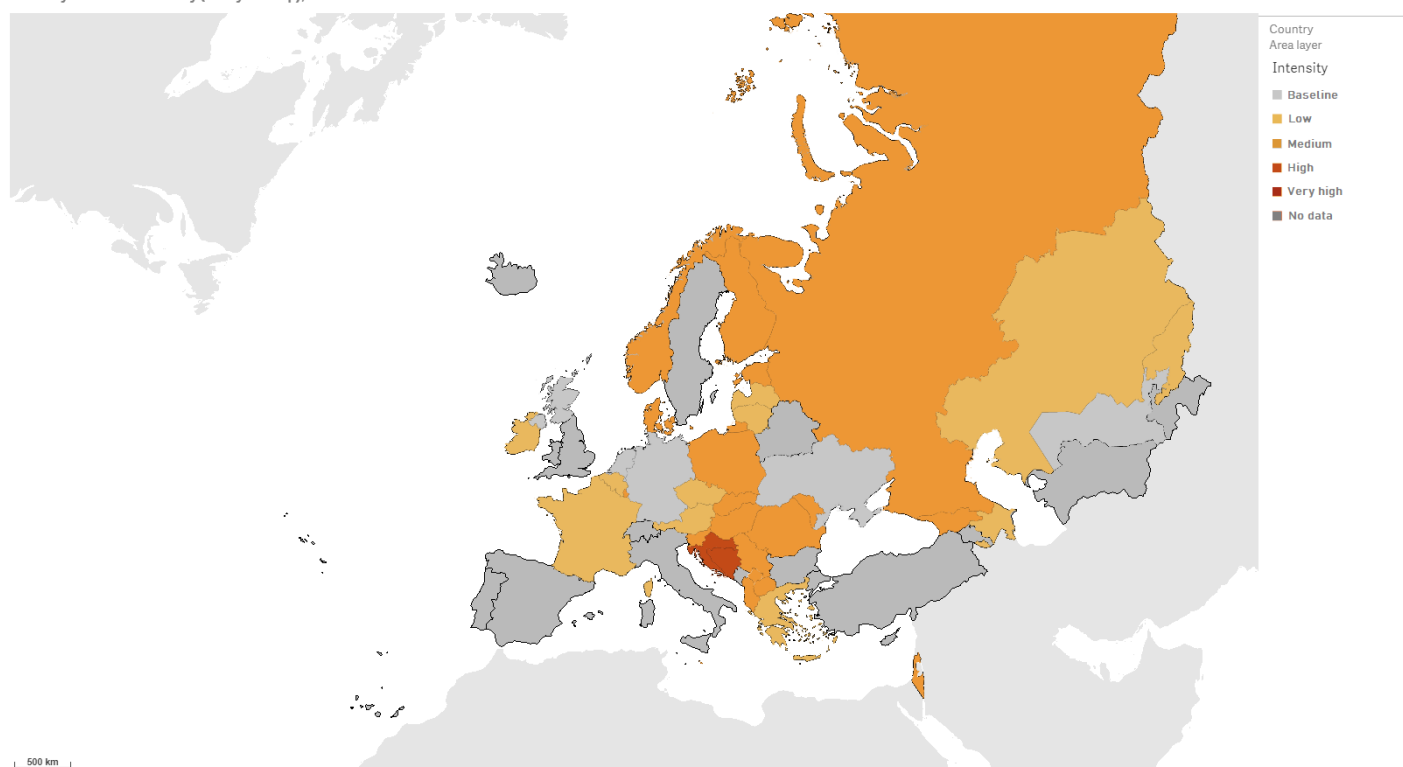 Country
Area layer
Intensity
Baseline
Low
Medium
High
Very high
No data
500 km